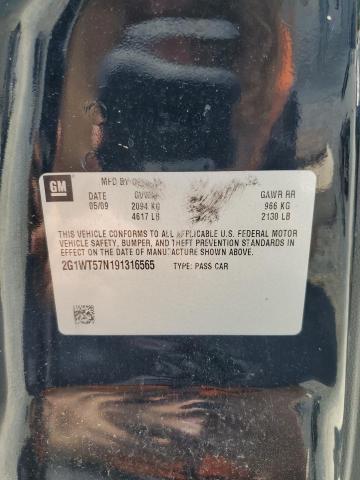 GM
MFD BY
DATE GVWR GAWR RR
05/09 2094 KG 966 KG
4617 LB 2130 LB
THIS VEHICLE CONFORMS TO ALL APPLICABLE U.S. FEDERAL MOTOR
VEHICLE SAFETY, BUMPER, AND THEFT PREVENTION STANDARDS IN
EFFECT ON THE DATE OF MANUFACTURE SHOWN ABOVE.
2G1WT57N191316565 TYPE: PASS CAR